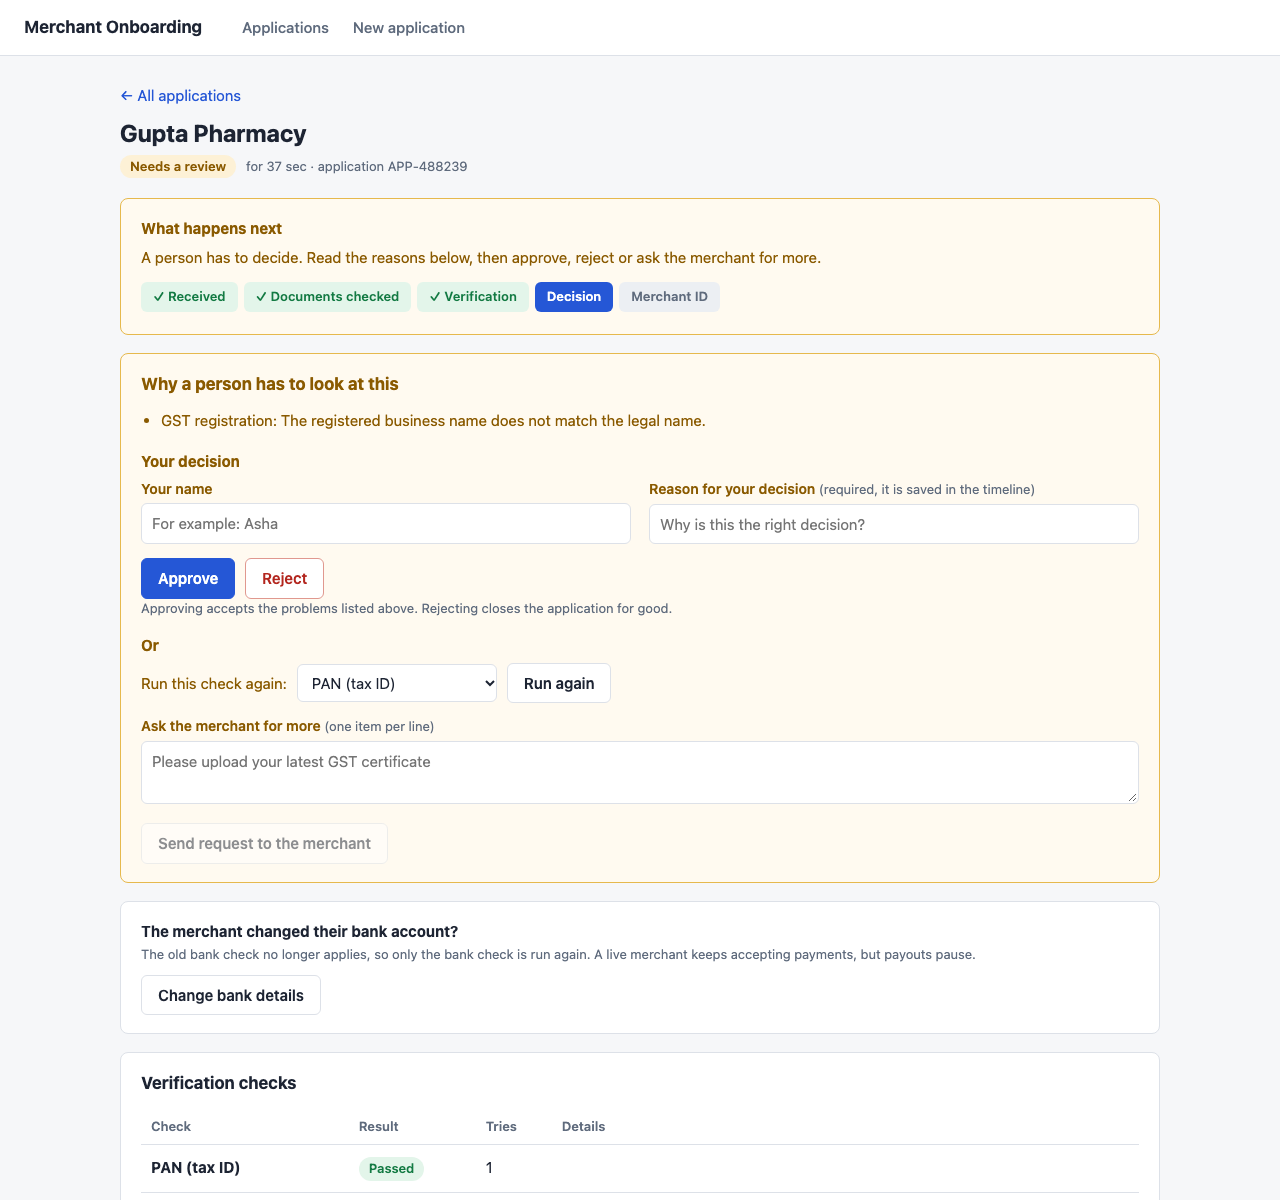 Merchant Onboarding Applications New application
← All applications
Gupta Pharmacy
Needs a review for 37 sec · application APP-488239
What happens next
A person has to decide. Read the reasons below, then approve, reject or ask the merchant for more.
✓ Received ✓ Documents checked ✓ Verification Decision Merchant ID
Why a person has to look at this
• GST registration: The registered business name does not match the legal name.
Your decision
Your name Reason for your decision (required, it is saved in the timeline)
For example: Asha Why is this the right decision?
Approve Reject
Approving accepts the problems listed above. Rejecting closes the application for good.
Or
Run this check again: PAN (tax ID) Run again
Ask the merchant for more (one item per line)
Please upload your latest GST certificate
Send request to the merchant
The merchant changed their bank account?
The old bank check no longer applies, so only the bank check is run again. A live merchant keeps accepting payments, but payouts pause.
Change bank details
Verification checks
Check Result Tries Details
PAN (tax ID) Passed 1